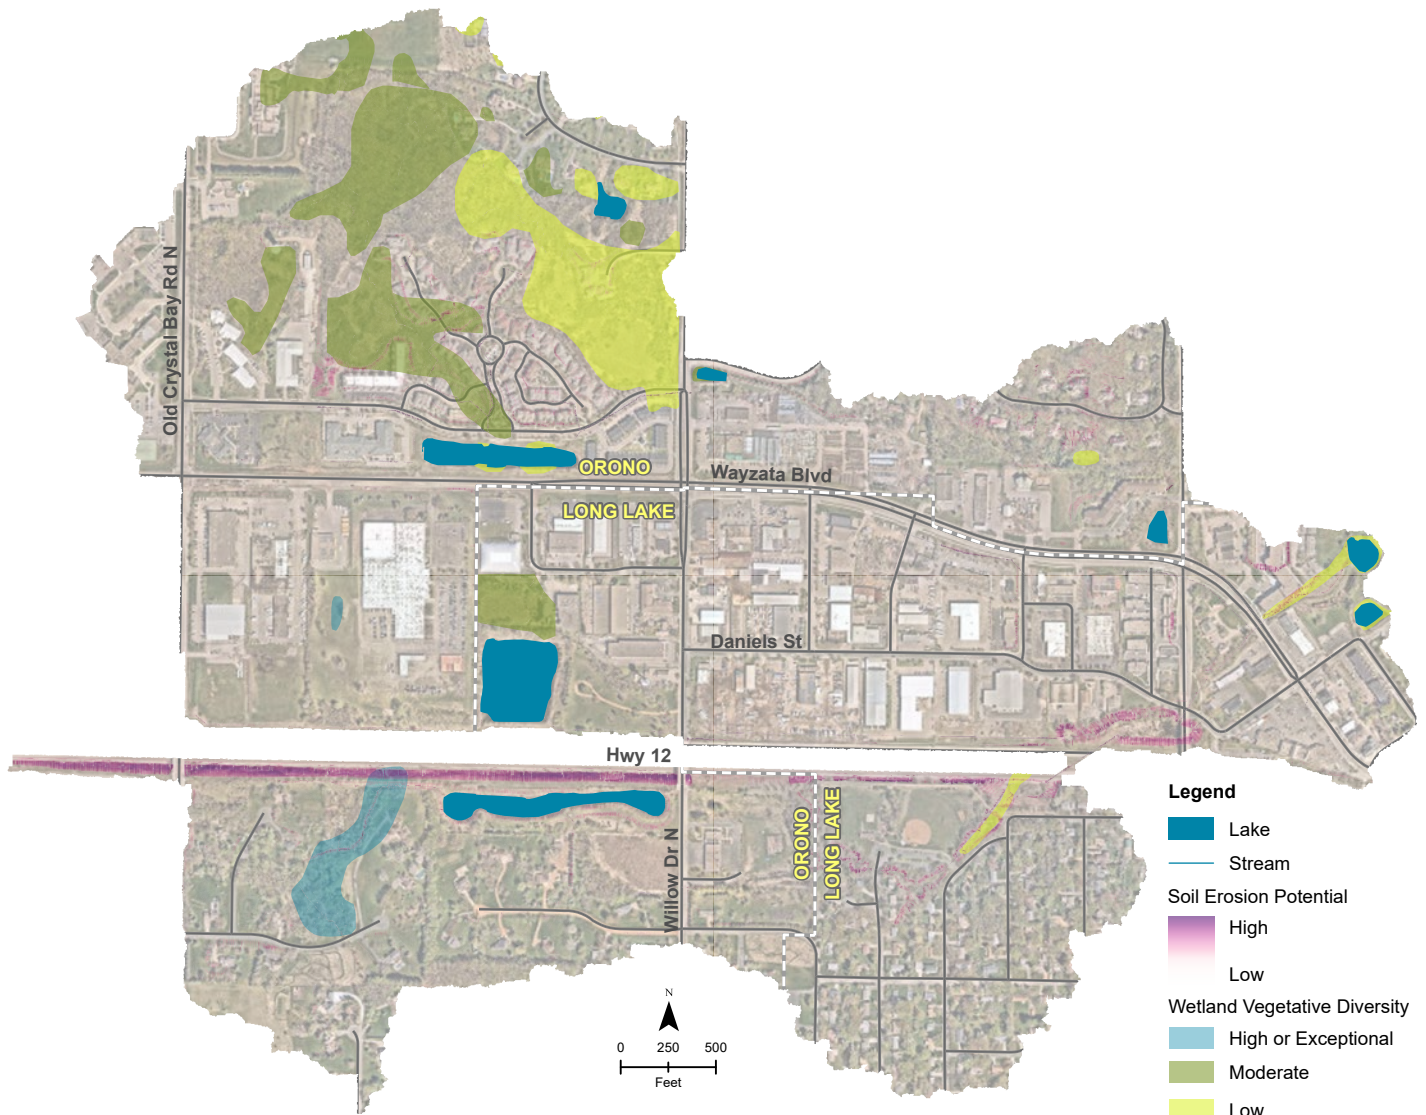 Old Crystal Bay Rd N
ORONO
Wayzata Blvd
LONG LAKE
Daniels St
Hwy 12
Willow Dr N
ORONO
LONG LAKE
N
0 250 500
Feet
Legend
Lake
Stream
Soil Erosion Potential
High
Low
Wetland Vegetative Diversity
High or Exceptional
Moderate
Low